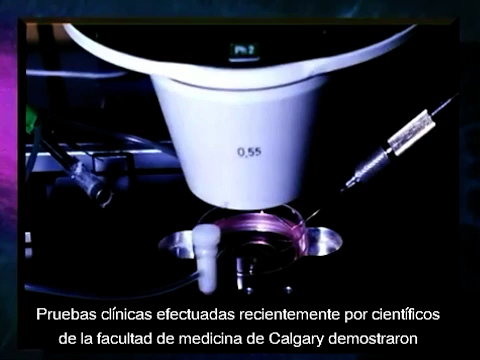 Ph 2
0,55
Pruebas clínicas efectuadas recientemente por científicos
de la facultad de medicina de Calgary demostraron